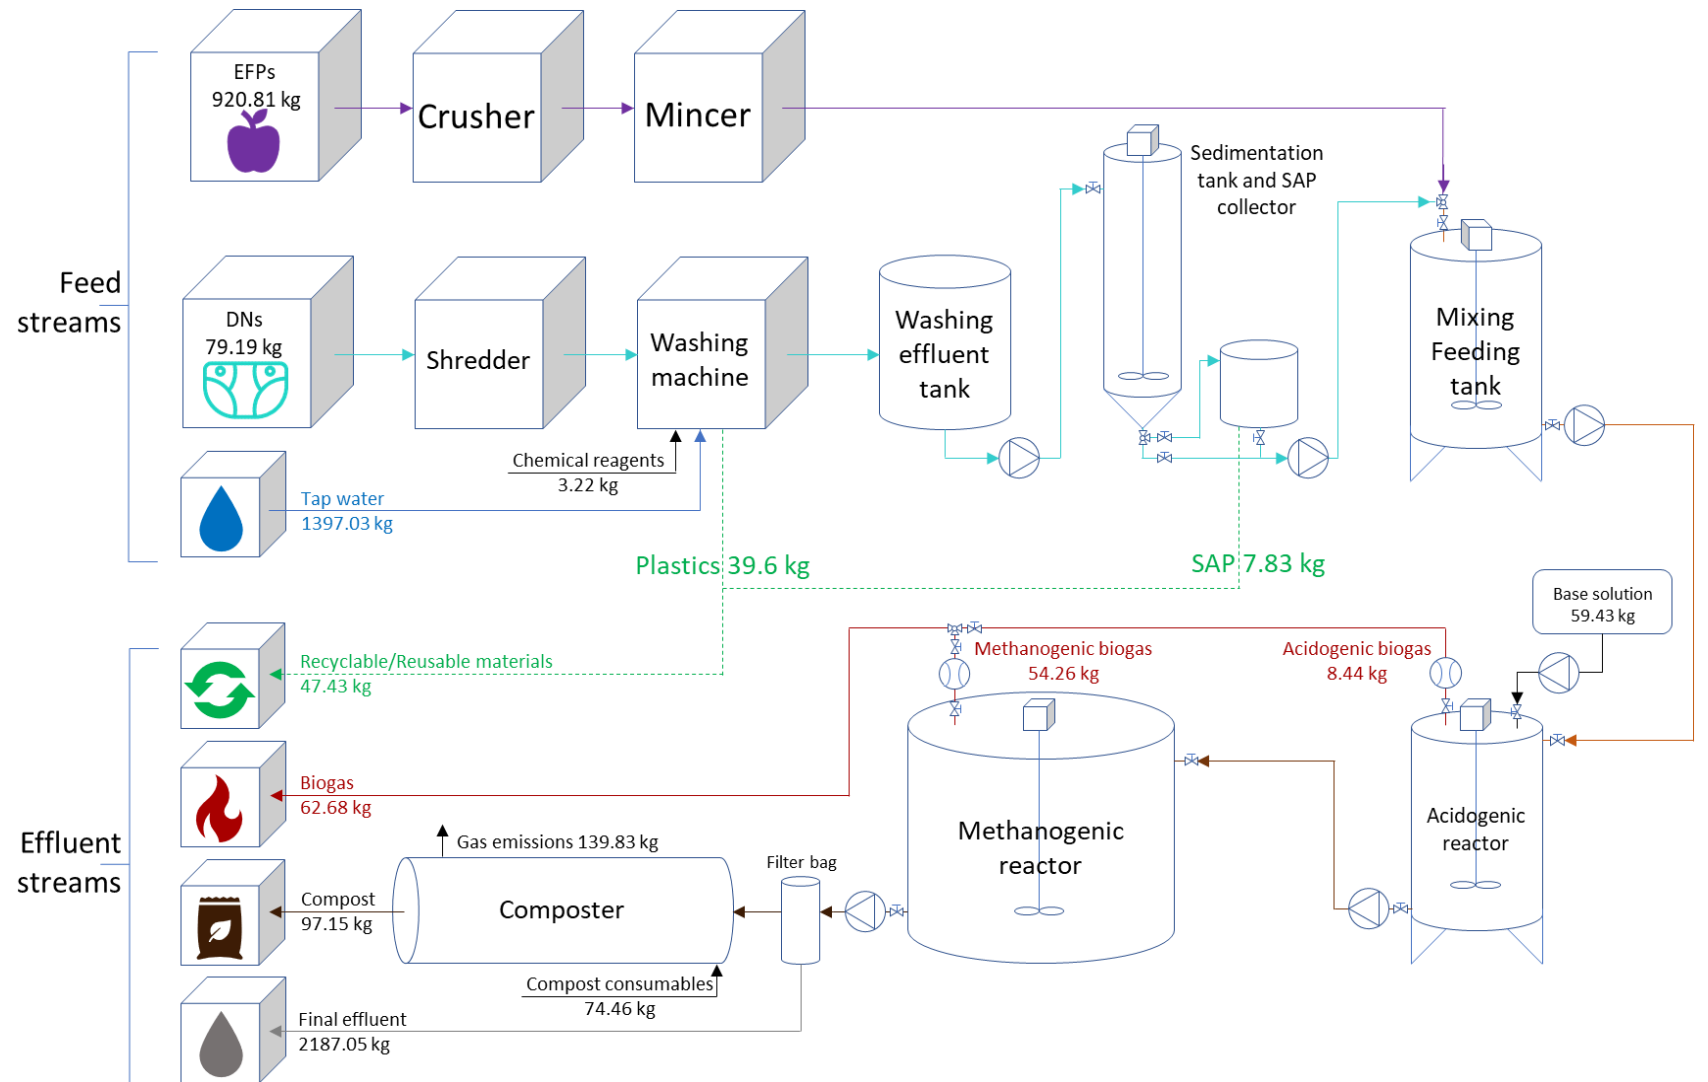 EFPs
920.81 kg
Crusher
Mincer
Sedimentation
tank and SAP
collector
Feed
streams
DNs
79.19 kg
Shredder
Washing
machine
Washing
effluent
tank
Mixing
Feeding
tank
Chemical reagents
3.22 kg
Tap water
1397.03 kg
Plastics 39.6 kg
SAP 7.83 kg
Base solution
59.43 kg
Recyclable/Reusable materials
47.43 kg
Methanogenic biogas
54.26 kg
Acidogenic biogas
8.44 kg
Biogas
62.68 kg
Effluent
streams
Methanogenic
reactor
Acidogenic
reactor
Gas emissions 139.83 kg
Filter bag
Compost
97.15 kg
Composter
Compost consumables
74.46 kg
Final effluent
2187.05 kg